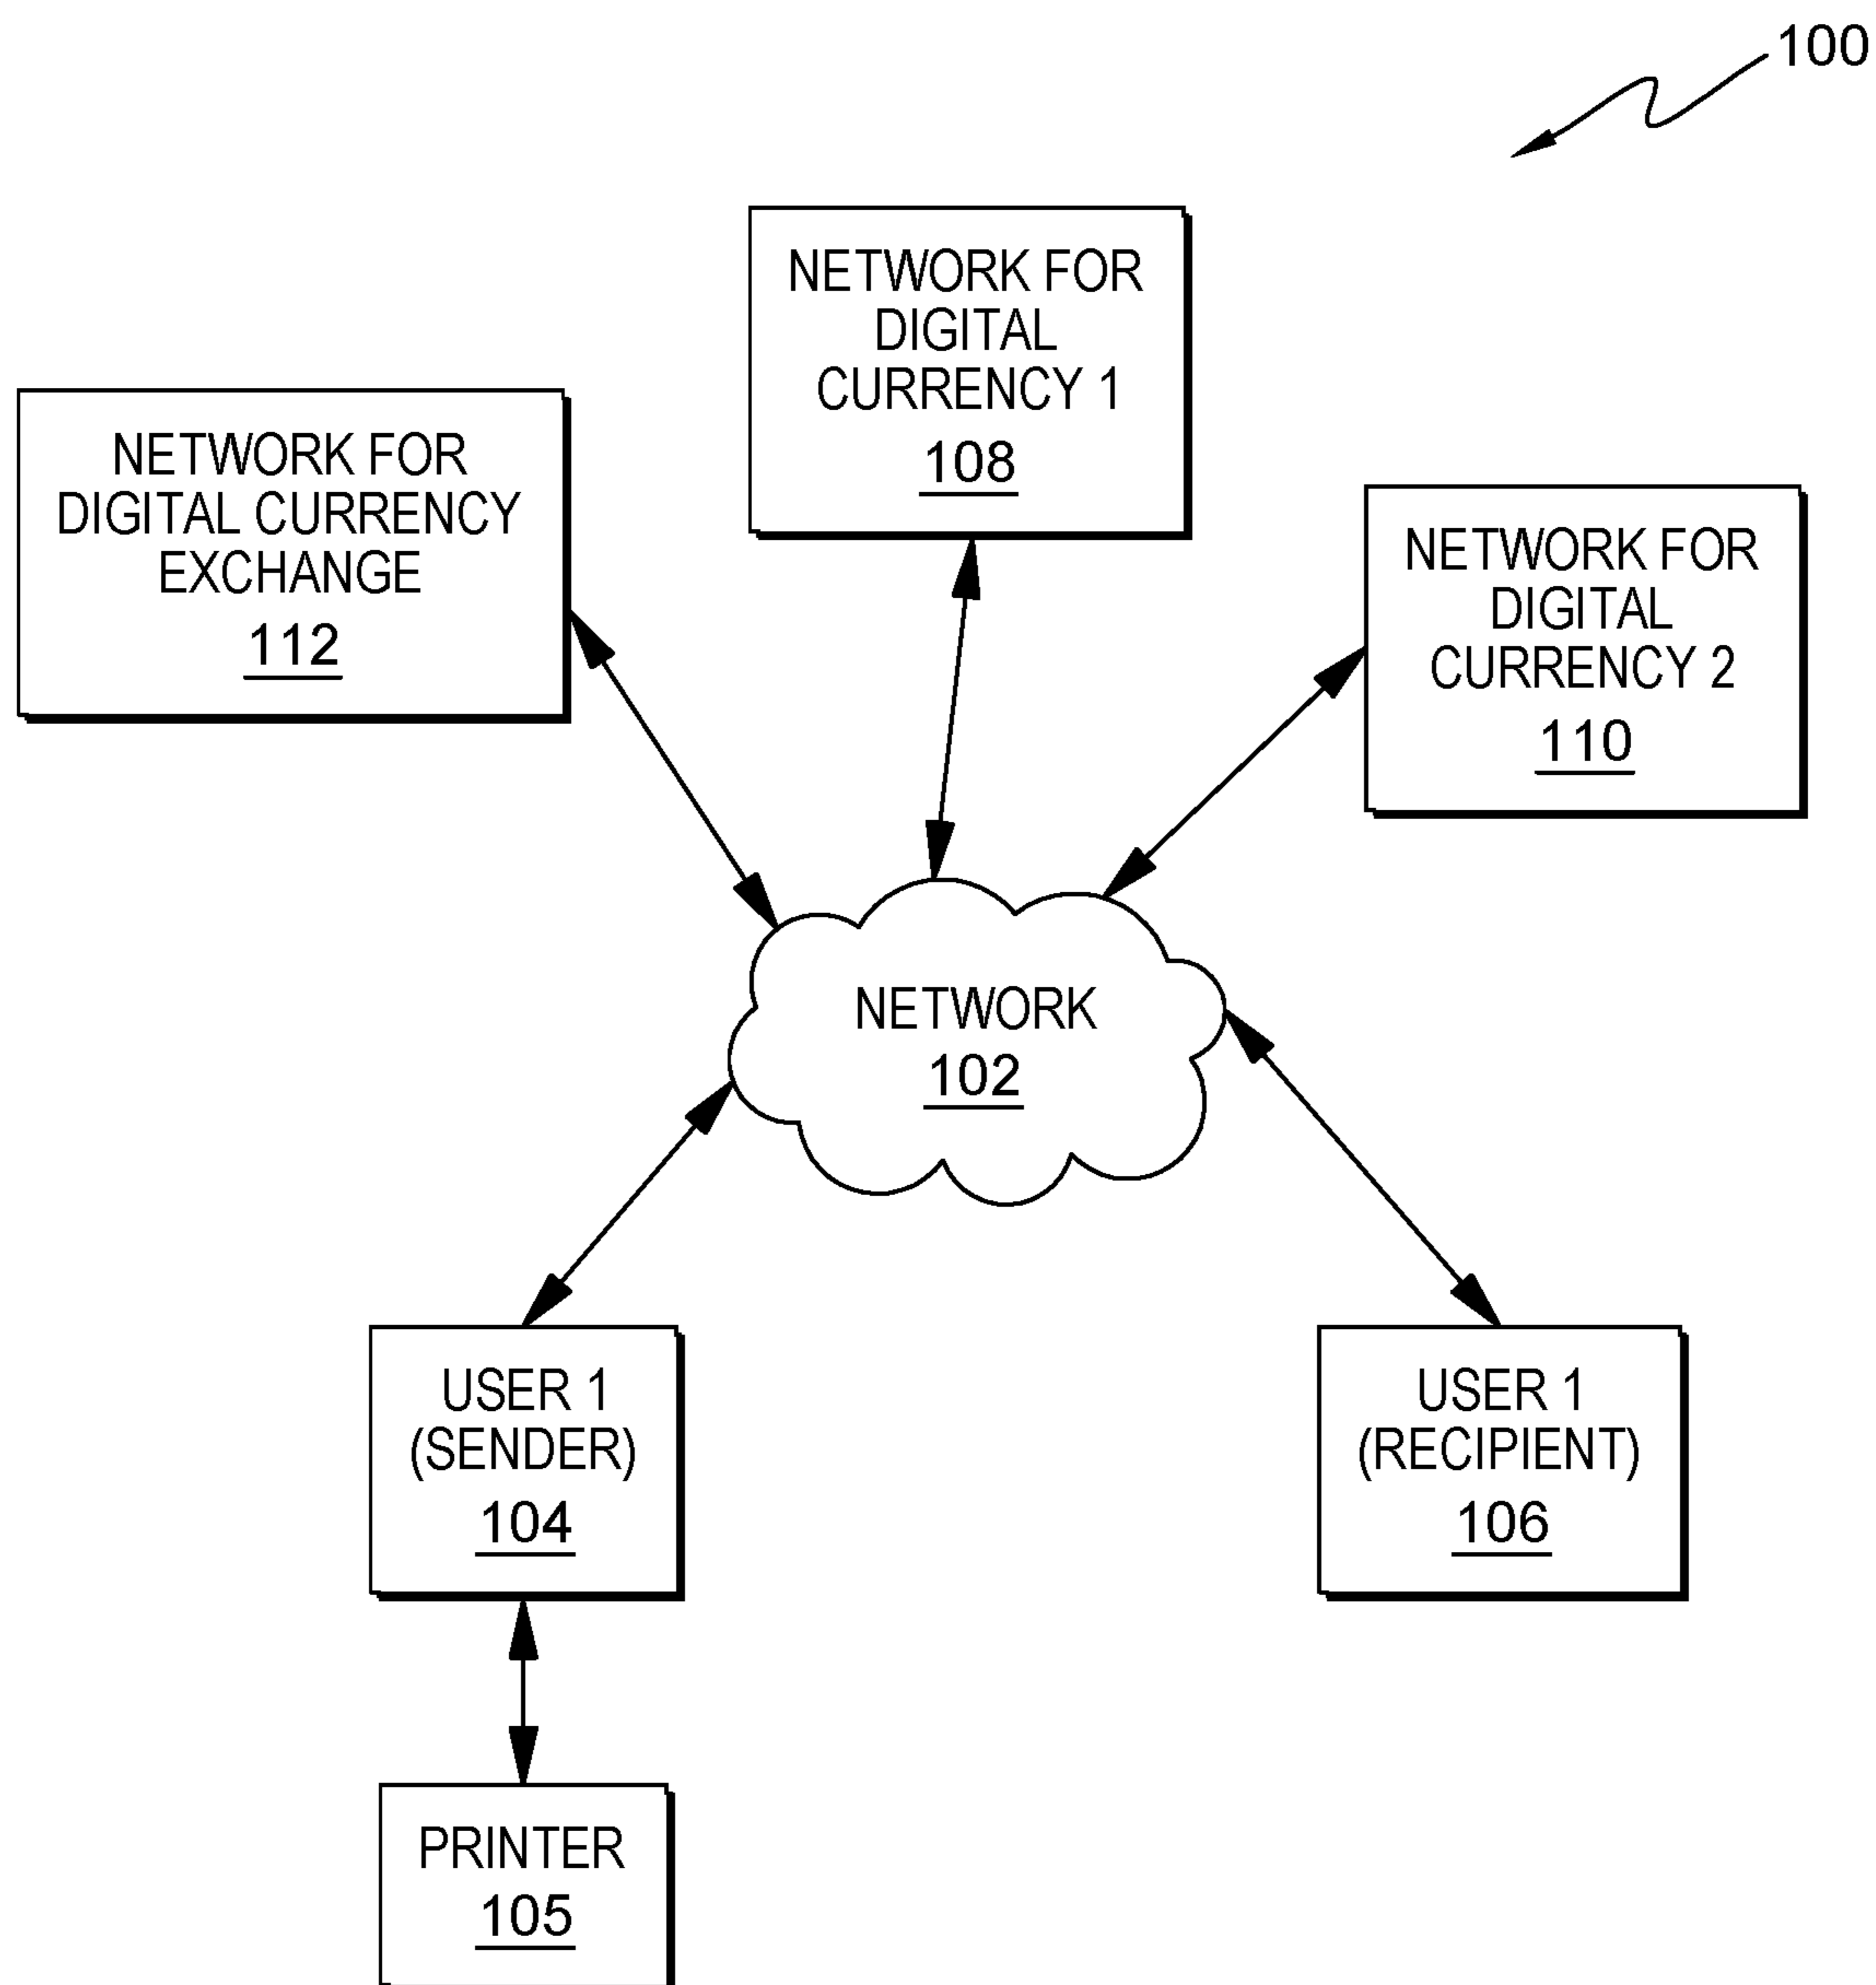 100
NETWORK FOR
DIGITAL
CURRENCY 1
108
NETWORK FOR
DIGITAL CURRENCY
EXCHANGE
112
NETWORK FOR
DIGITAL
CURRENCY 2
110
NETWORK
102
USER 1
(SENDER)
104
USER 1
(RECIPIENT)
106
PRINTER
105